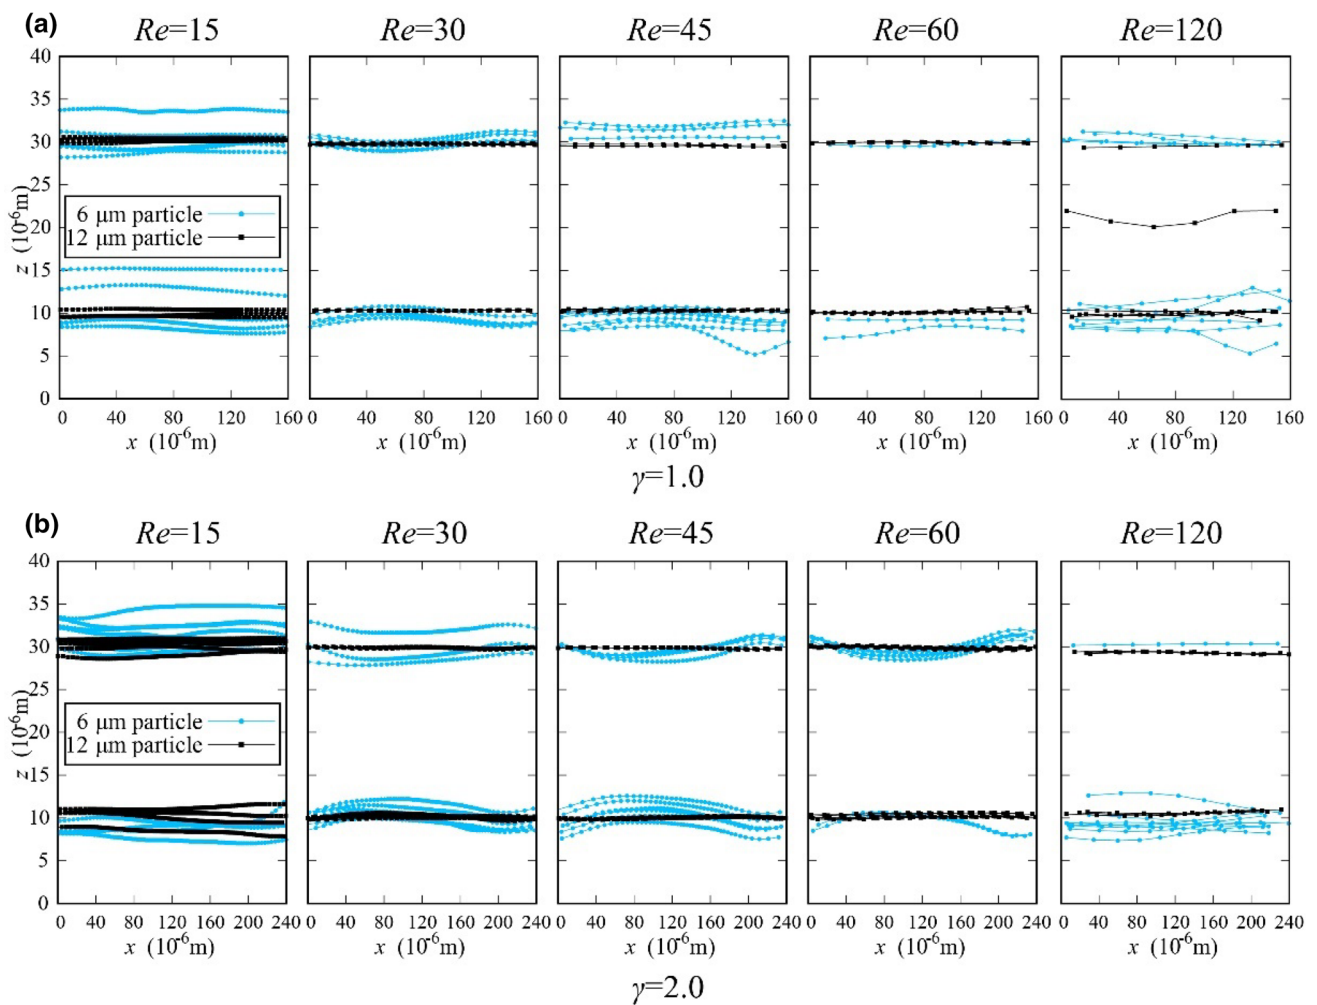 (a)
Re=15 Re=30 Re=45 Re=60 Re=120
40
35
30
25
20
15
10
5
0
z (10⁻⁶m)
6 μm particle
12 μm particle
0 40 80 120 160 0 40 80 120 160 0 40 80 120 160 0 40 80 120 160 0 40 80 120 160
x (10⁻⁶m) x (10⁻⁶m) x (10⁻⁶m) x (10⁻⁶m) x (10⁻⁶m)
γ=1.0
(b)
Re=15 Re=30 Re=45 Re=60 Re=120
40
35
30
25
20
15
10
5
0
z (10⁻⁶m)
6 μm particle
12 μm particle
0 40 80 120 160 200 240 0 40 80 120 160 200 240 0 40 80 120 160 200 240 0 40 80 120 160 200 240 0 40 80 120 160 200 240
x (10⁻⁶m) x (10⁻⁶m) x (10⁻⁶m) x (10⁻⁶m) x (10⁻⁶m)
γ=2.0